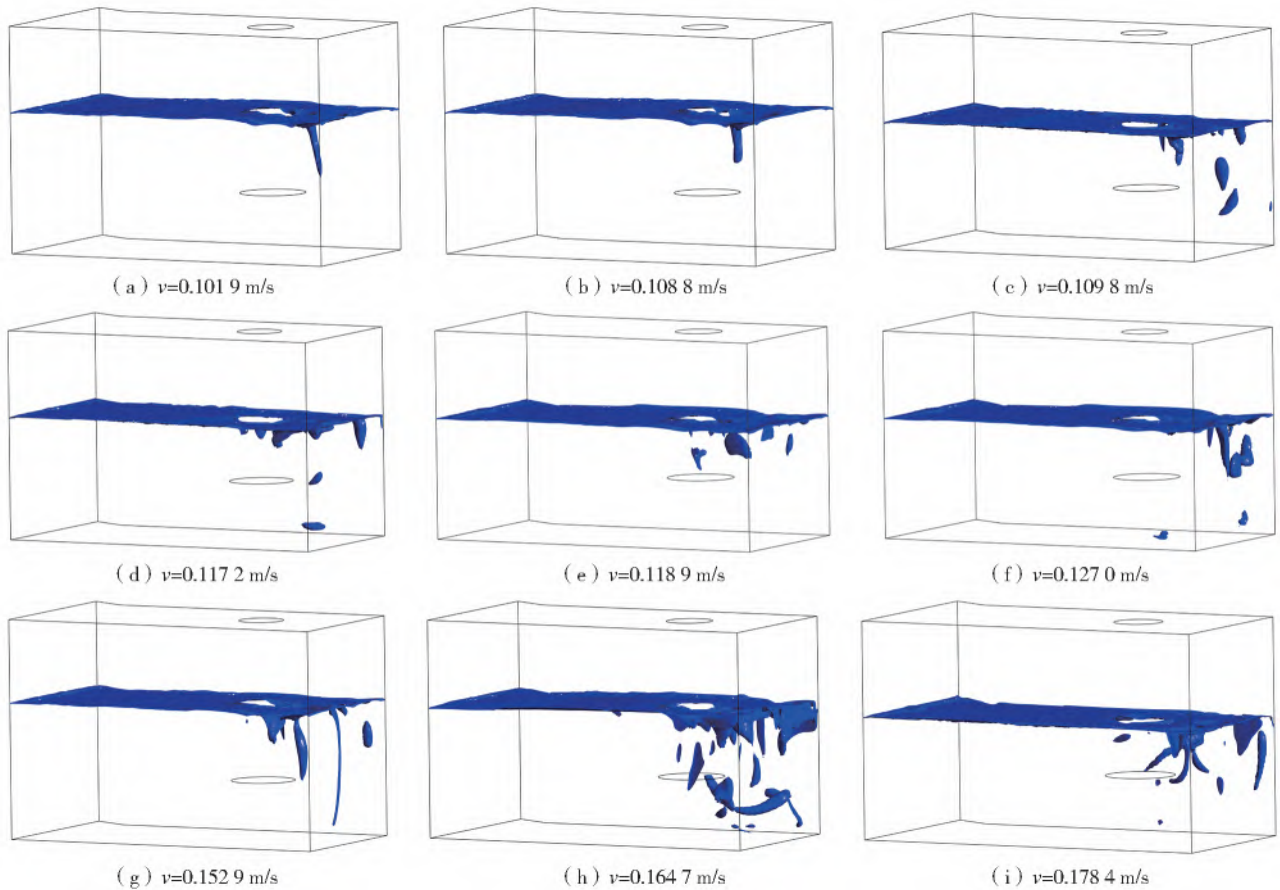 （a）v=0.101 9 m/s
（b）v=0.108 8 m/s
（c）v=0.109 8 m/s
（d）v=0.117 2 m/s
（e）v=0.118 9 m/s
（f）v=0.127 0 m/s
（g）v=0.152 9 m/s
（h）v=0.164 7 m/s
（i）v=0.178 4 m/s